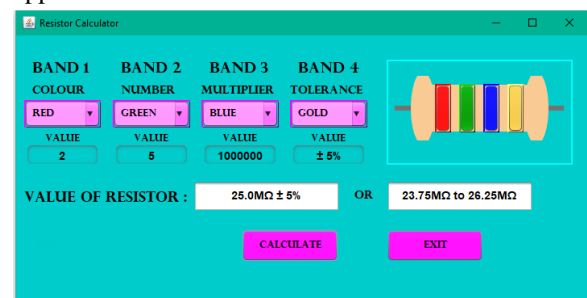 Resistor Calculator
BAND 1 BAND 2 BAND 3 BAND 4
COLOUR NUMBER MULTIPLIER TOLERANCE
RED GREEN BLUE GOLD
VALUE VALUE VALUE VALUE
2 5 1000000 ± 5%
VALUE OF RESISTOR : 25.0MΩ ± 5% OR 23.75MΩ to 26.25MΩ
CALCULATE EXIT